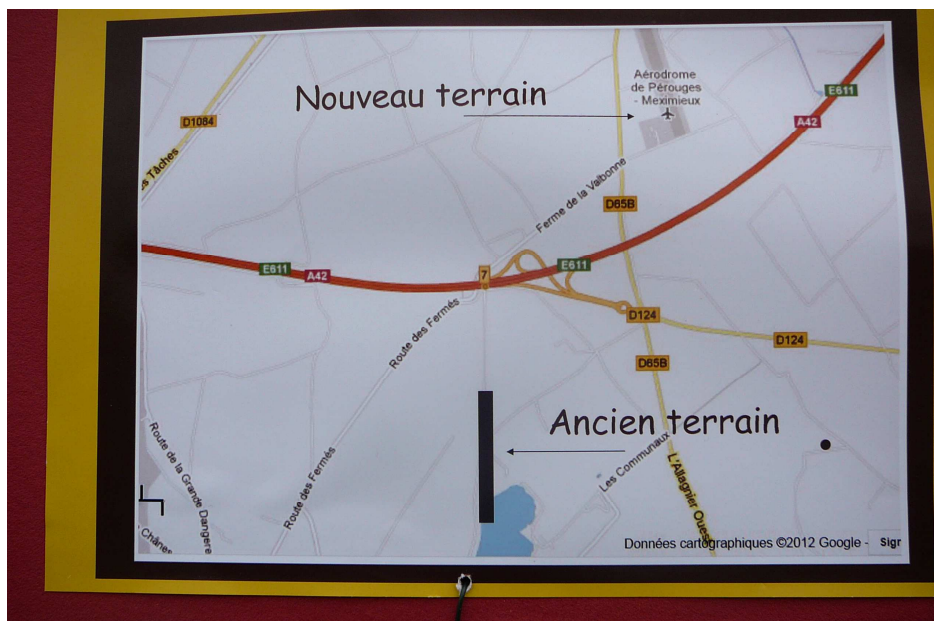 Aérodrome
de Pérouges
- Meximieux
Nouveau terrain
E611
A42
D1084
es Tâches
Ferme de la Valbonne
D65B
E611
E611
A42
7
Route des Fermés
D124
D124
D65B
Ancien terrain
Route de la Grande Dangere
Route des Fermés
Les Communaux
L'Allagnier Oues
Chânes
Données cartographiques ©2012 Google -
Sign